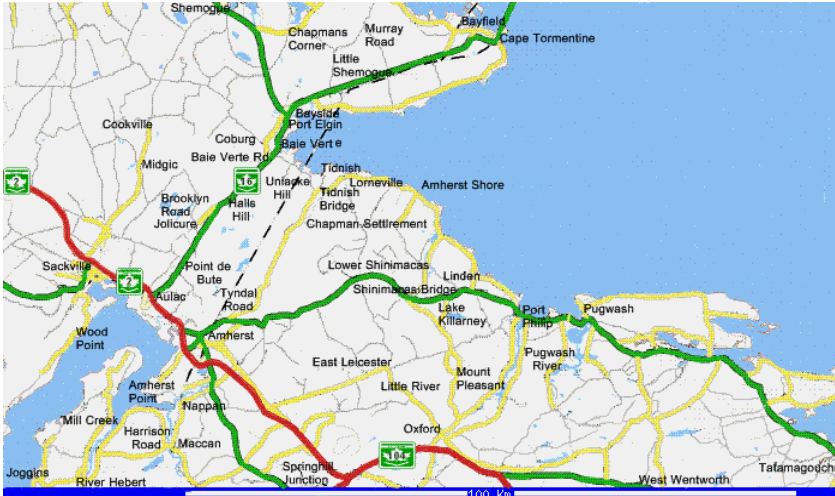 Shemogue
Bayfield
Chapmans
Corner
Murray
Road
Cape Tormentine
Little
Shemogue
Bayside
Port Elgin
Cookville
Coburg
Baie Verte
Midgic
Baie Verte Rd
Tidnish
2
16
Uniacke
Hill
Lorneville
Amherst Shore
Tidnish
Bridge
Brooklyn
Road
Jolicure
Halls
Hill
Chapman Settlrement
Sackville
Point de
Bute
Lower Shinimacas
Linden
2
Aulac
Tyndal
Road
Shinimacas Bridge
Lake
Killarney
Port
Philip
Pugwash
Wood
Point
Amherst
East Leicester
Pugwash
River
Mount
Pleasant
Amherst
Point
Little River
Nappan
Mill Creek
Harrison
Road
Maccan
Oxford
104
Joggins
River Hebert
Springhill
Junction
West Wentworth
Tatamagodch
100 Km